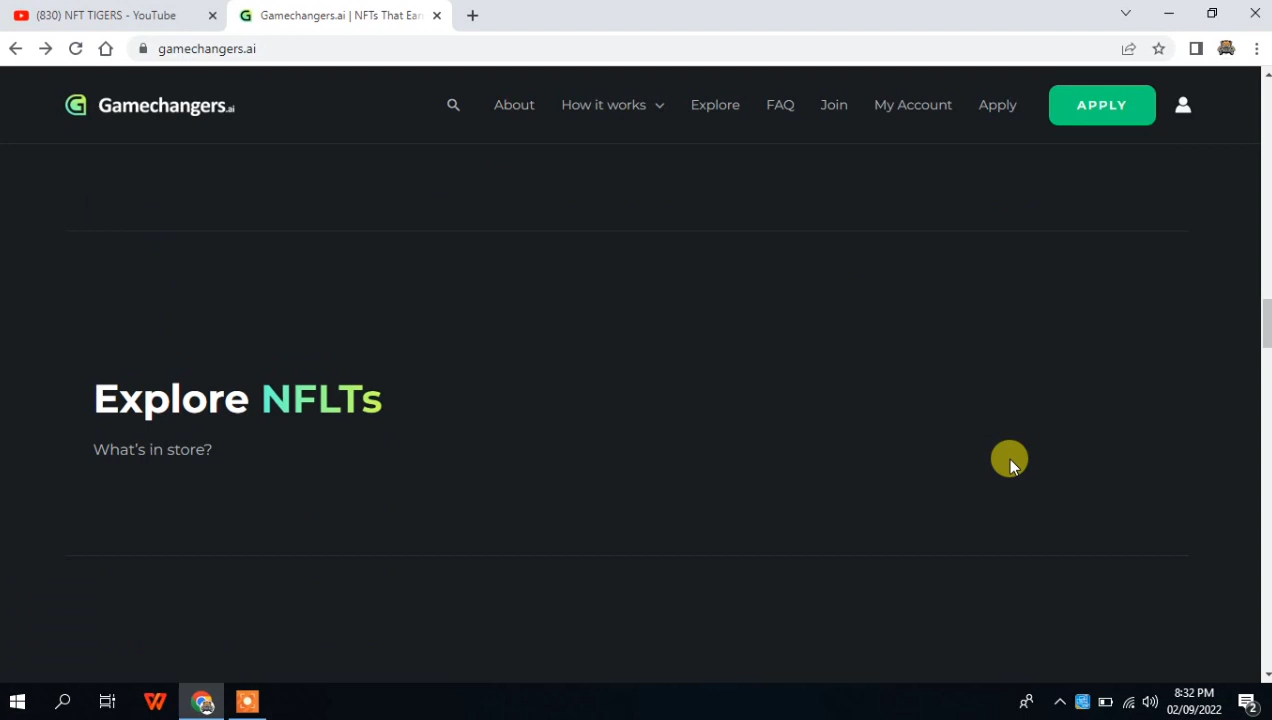 (830) NFT TIGERS - YouTube
Gamechangers.ai | NFTs That Ear
gamechangers.ai
Gamechangers.ai
About
How it works
Explore
FAQ
Join
My Account
Apply
APPLY
Explore NFLTs
What's in store?
8:32 PM
02/09/2022
2